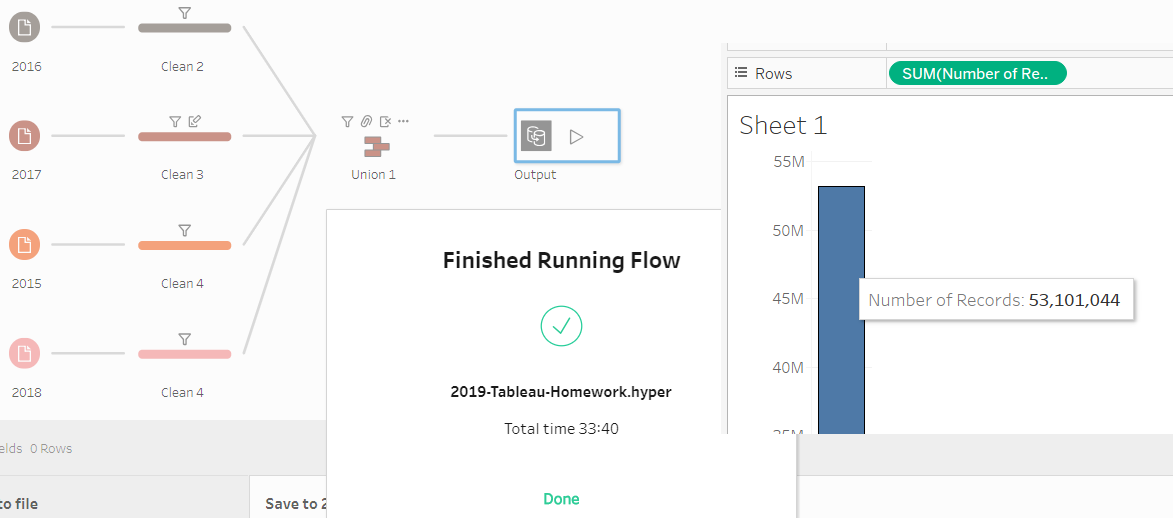 2016
Clean 2
2017
Clean 3
Union 1
Output
2015
Clean 4
2018
Clean 4
elds 0 Rows
to file
Save to 2
Finished Running Flow
2019-Tableau-Homework.hyper
Total time 33:40
Done
Rows
SUM(Number of Re..
Sheet 1
55M
50M
45M
40M
Number of Records: 53,101,044